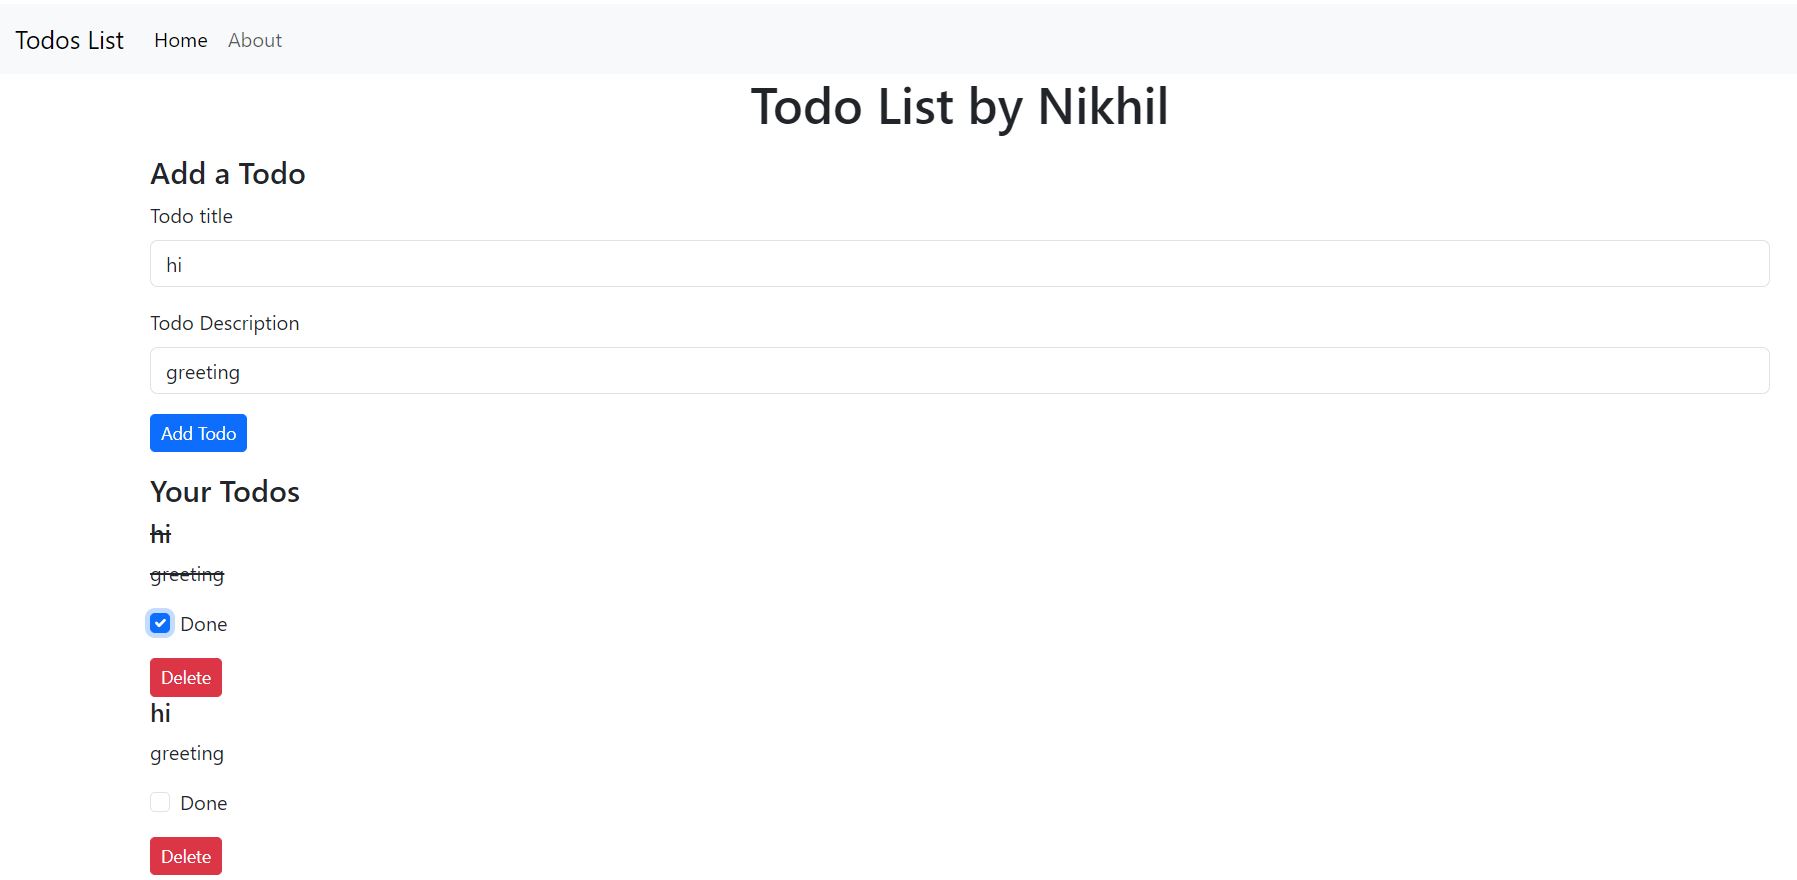 Todos List Home About
Todo List by Nikhil
Add a Todo
Todo title
hi
Todo Description
greeting
Add Todo
Your Todos
hi
greeting
Done
Delete
hi
greeting
Done
Delete